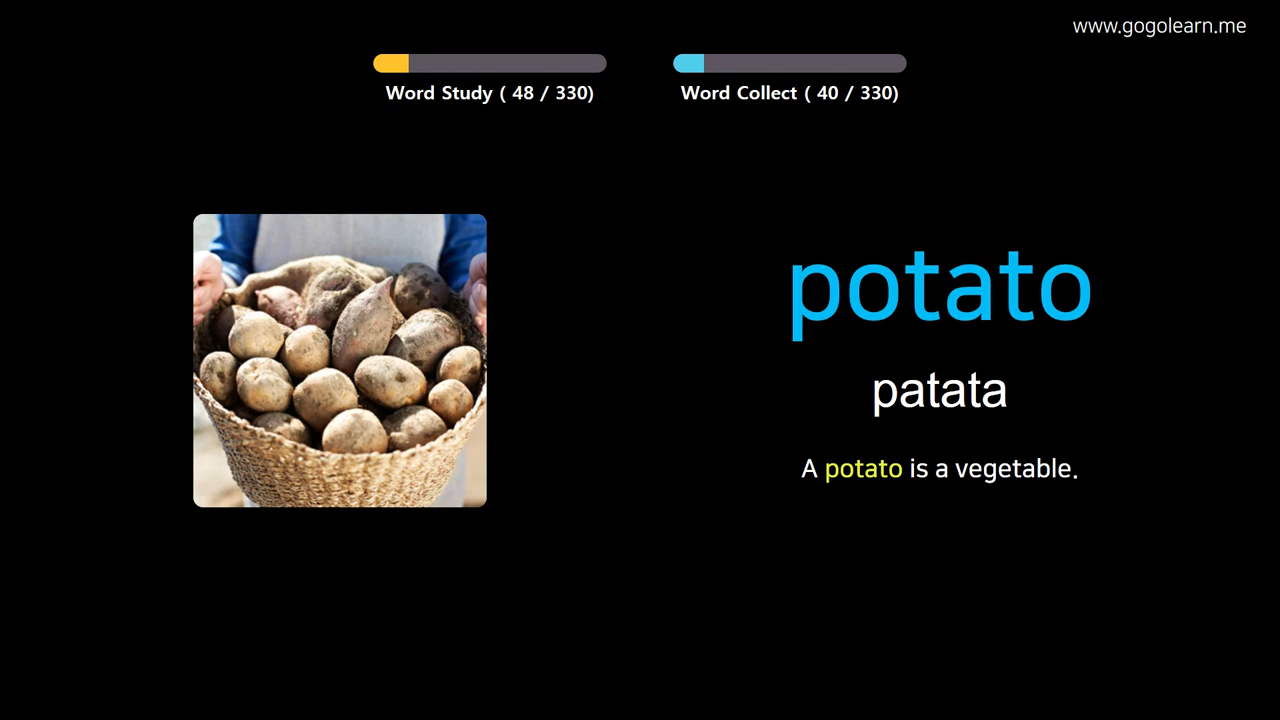 www.gogolearn.me
Word Study ( 48 / 330)
Word Collect ( 40 / 330)
potato
patata
A potato is a vegetable.